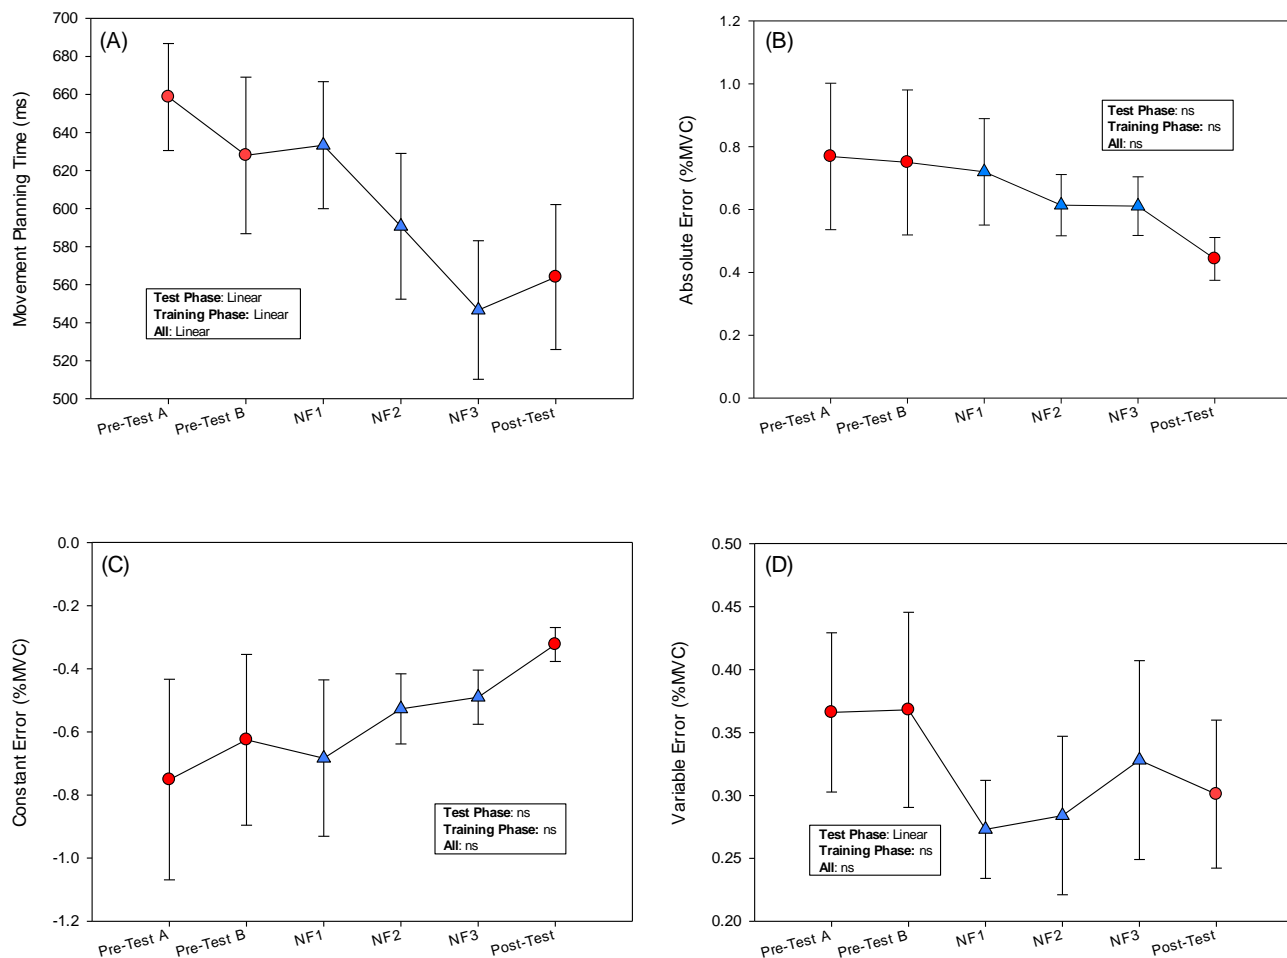 (A)
Movement Planning Time (ms)
700
680
660
640
620
600
580
560
540
520
500
Test Phase: Linear
Training Phase: Linear
All: Linear
Pre-Test A
Pre-Test B
NF1
NF2
NF3
Post-Test
(B)
Absolute Error (%MVC)
1.2
1.0
0.8
0.6
0.4
0.2
0.0
Test Phase: ns
Training Phase: ns
All: ns
Pre-Test A
Pre-Test B
NF1
NF2
NF3
Post-Test
(C)
Constant Error (%MVC)
0.0
-0.2
-0.4
-0.6
-0.8
-1.0
-1.2
Test Phase: ns
Training Phase: ns
All: ns
Pre-Test A
Pre-Test B
NF1
NF2
NF3
Post-Test
(D)
Variable Error (%MVC)
0.50
0.45
0.40
0.35
0.30
0.25
0.20
Test Phase: Linear
Training Phase: ns
All: ns
Pre-Test A
Pre-Test B
NF1
NF2
NF3
Post-Test